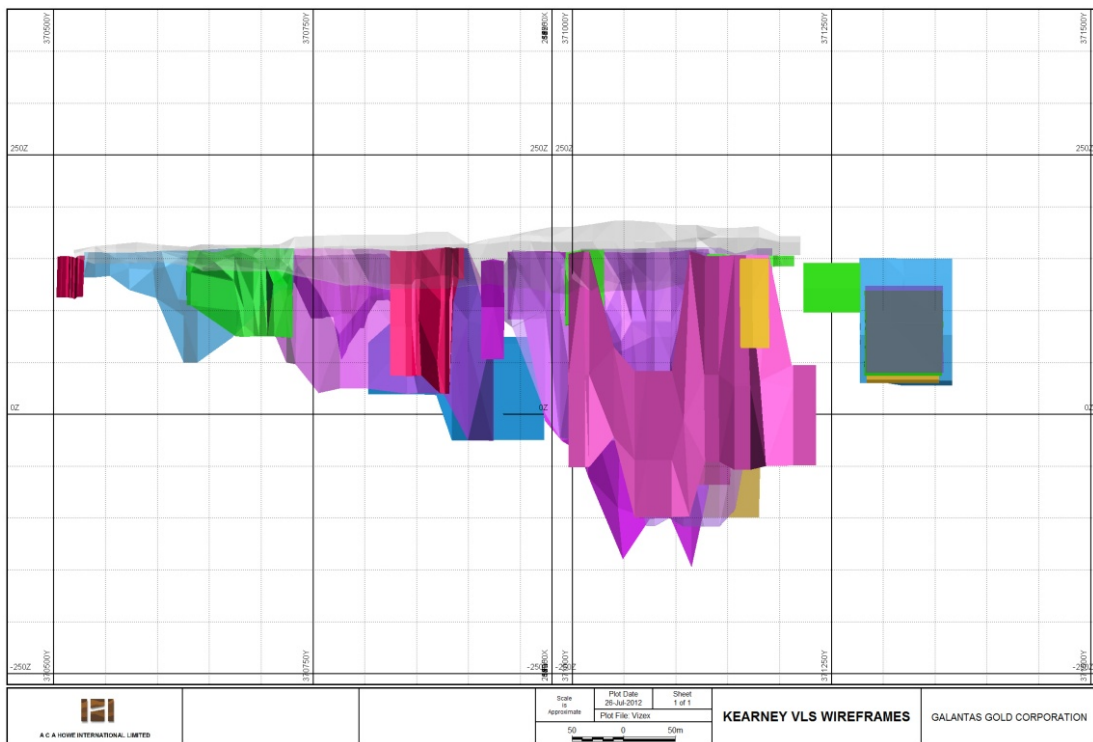 370500Y
370750Y
371000Y
371250Y
371500Y
250Z
250Z
250Z
0Z
0Z
-250Z
-250Z
370500Y
370750Y
371000Y
371250Y
A C A HOWE INTERNATIONAL LIMITED
Scale
is
Approximate
Plot Date
26-Jul-2012
Sheet
1 of 1
Plot File: Vizex
50 0 50m
KEARNEY VLS WIREFRAMES
GALANTAS GOLD CORPORATION